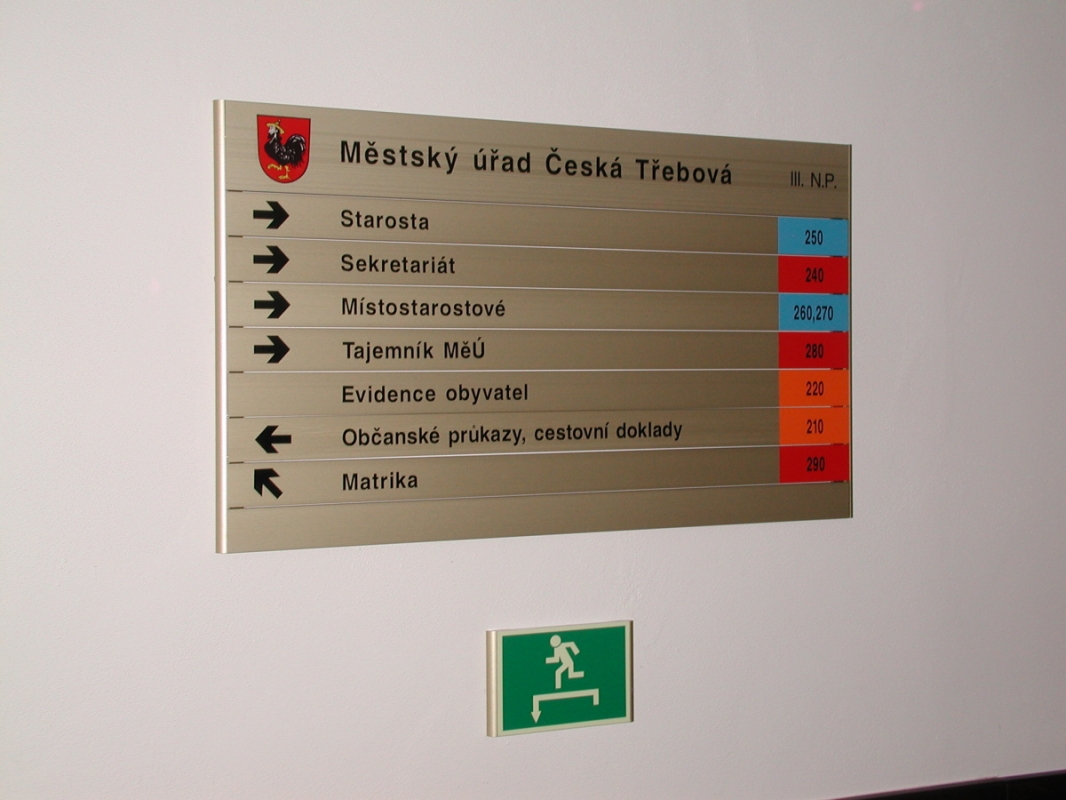 Městský úřad Česká Třebová
III. N.P.
Starosta 250
Sekretariát 240
Místostarostové 260,270
Tajemník MěÚ 280
Evidence obyvatel 220
Občanské průkazy, cestovní doklady 210
Matrika 290